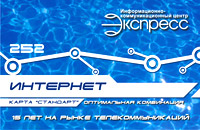 Информационно-
коммуникационный центр
Экспресс
252
ИНТЕРНЕТ
КАРТА "СТАНДАРТ" ОПТИМАЛЬНАЯ КОМБИНАЦИЯ
15 ЛЕТ НА РЫНКЕ ТЕЛЕКОММУНИКАЦИЙ